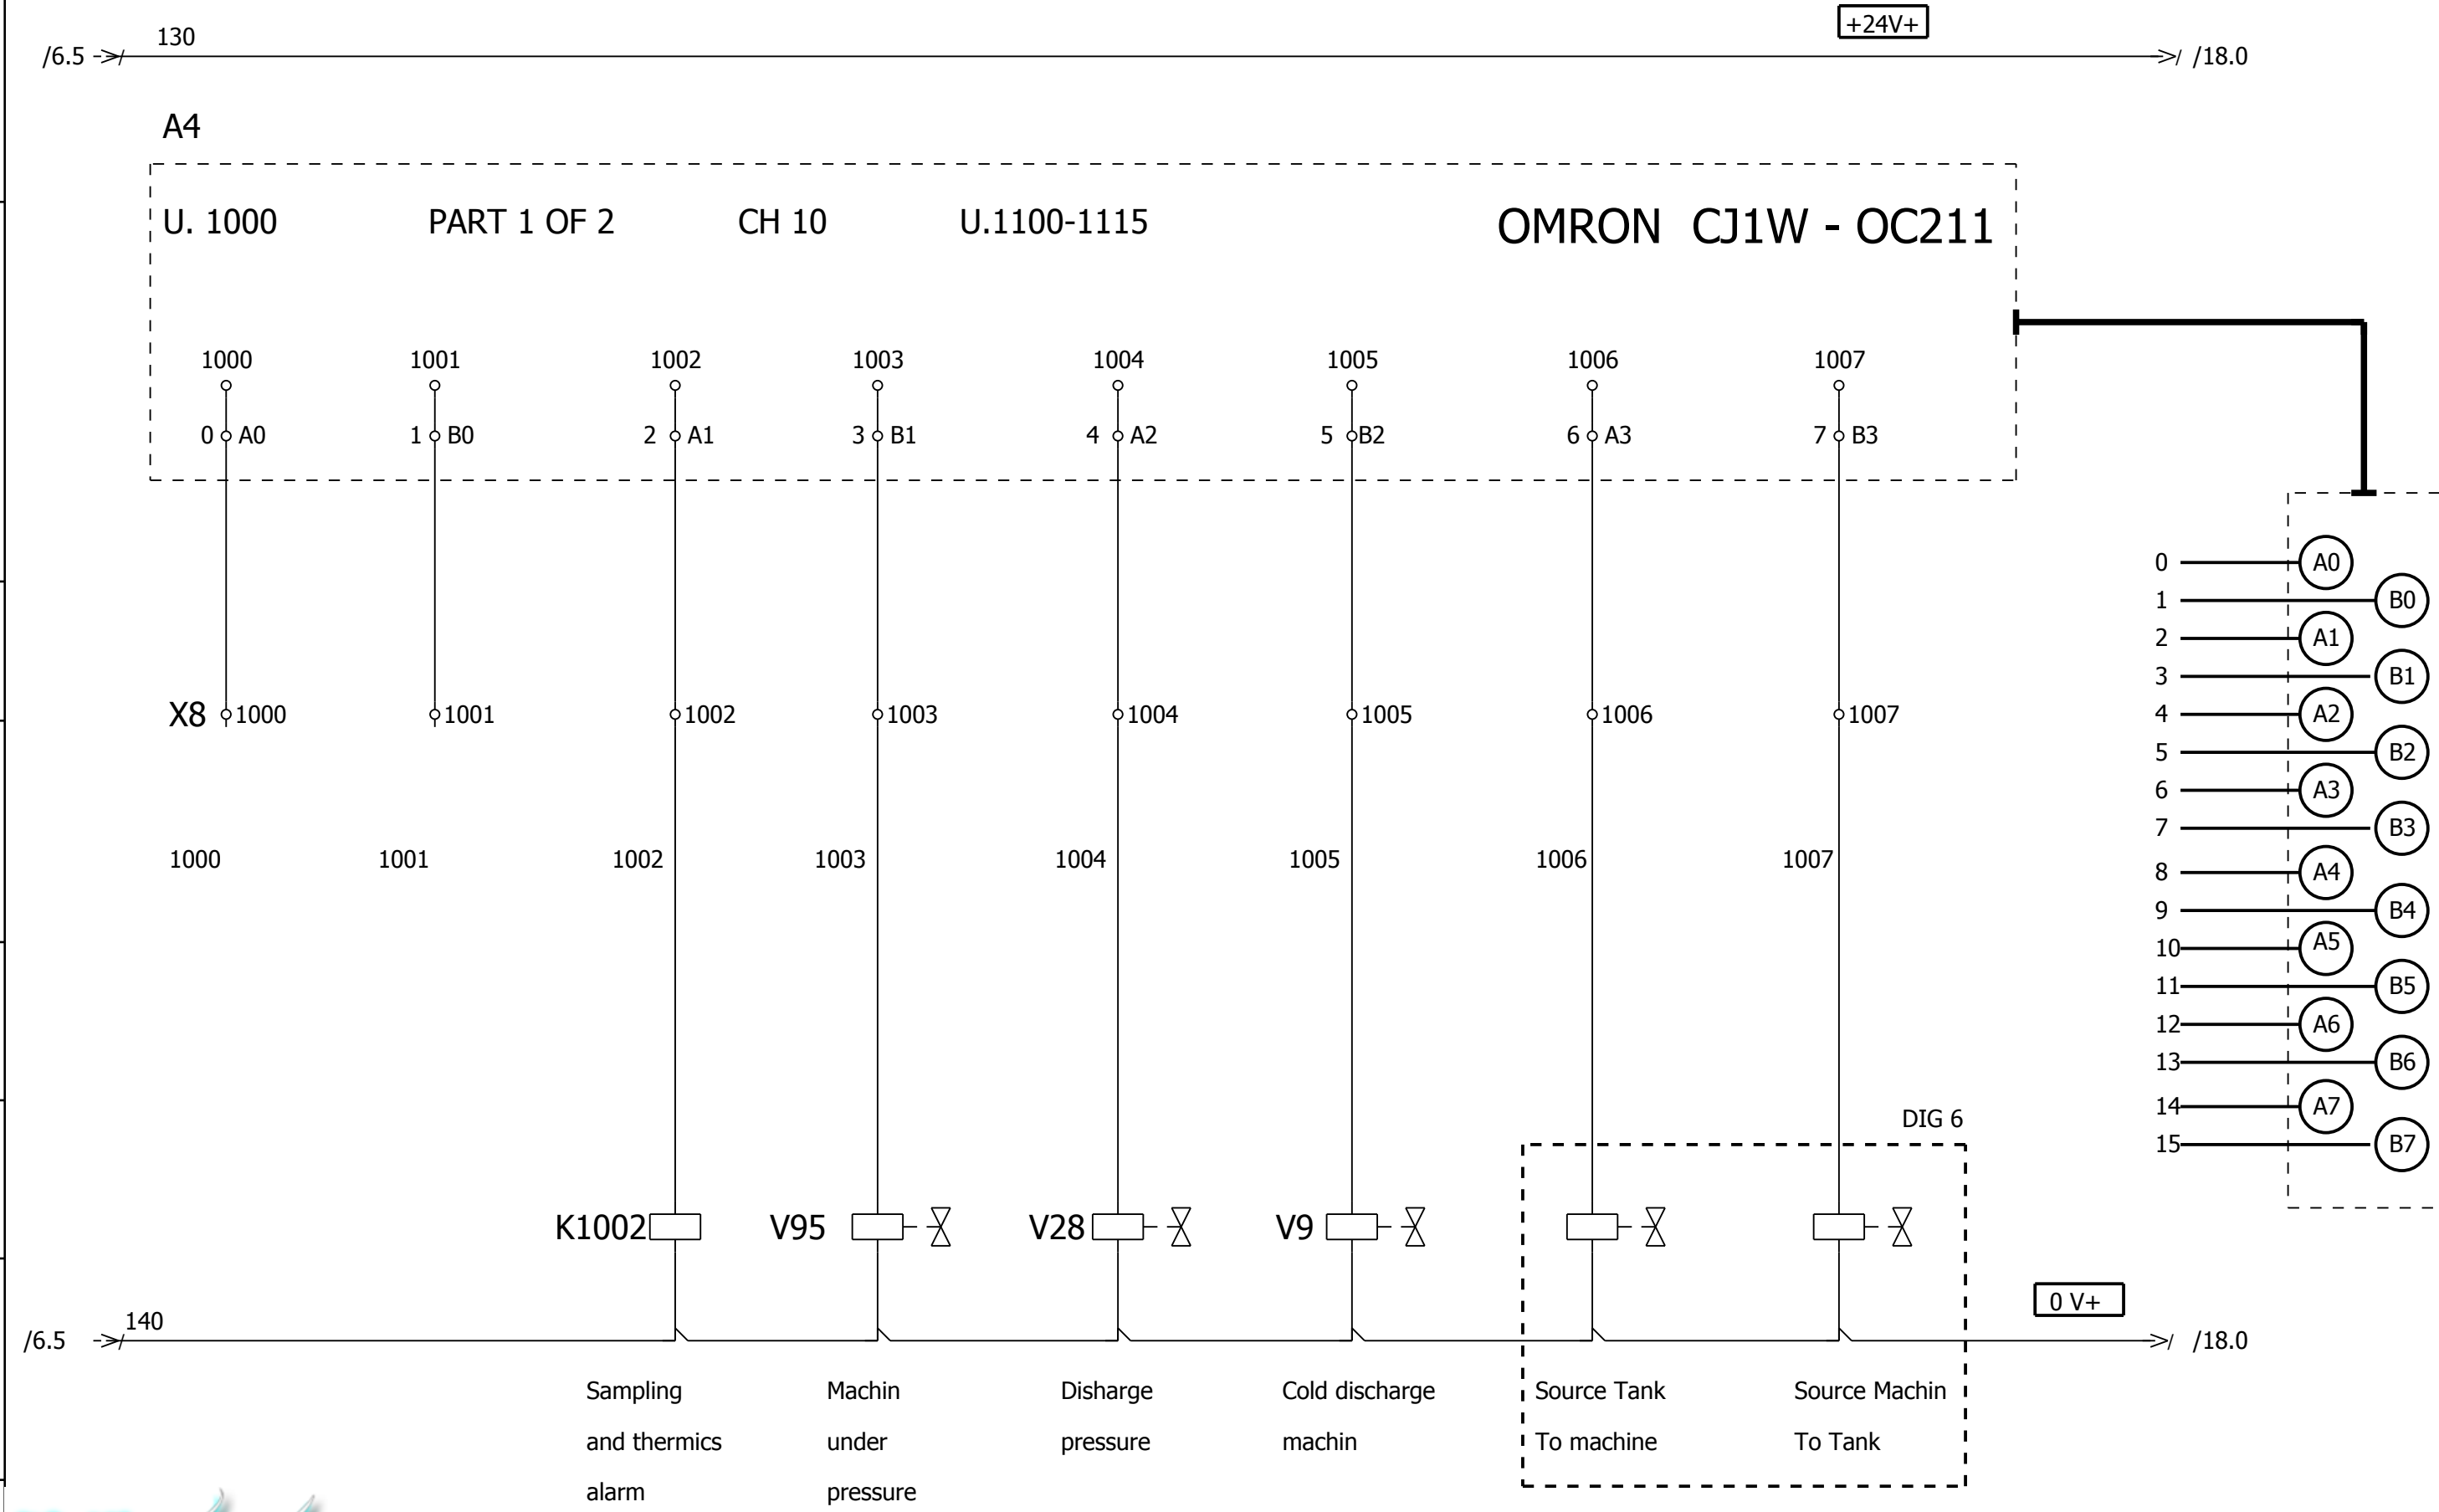 +24V+
130
/6.5
/18.0
A4
U. 1000 PART 1 OF 2 CH 10 U.1100-1115 OMRON CJ1W - OC211
1000 1001 1002 1003 1004 1005 1006 1007
0 A0 1 B0 2 A1 3 B1 4 A2 5 B2 6 A3 7 B3
X8 1000 1001 1002 1003 1004 1005 1006 1007
1000 1001 1002 1003 1004 1005 1006 1007
0 A0
1 B0
2 A1
3 B1
4 A2
5 B2
6 A3
7 B3
8 A4
9 B4
10 A5
11 B5
12 A6
13 B6
14 A7
15 B7
DIG 6
K1002 V95 V28 V9
0 V+
140
/6.5
/18.0
Sampling
and thermics
alarm
Machin
under
pressure
Disharge
pressure
Cold discharge
machin
Source Tank
To machine
Source Machin
To Tank